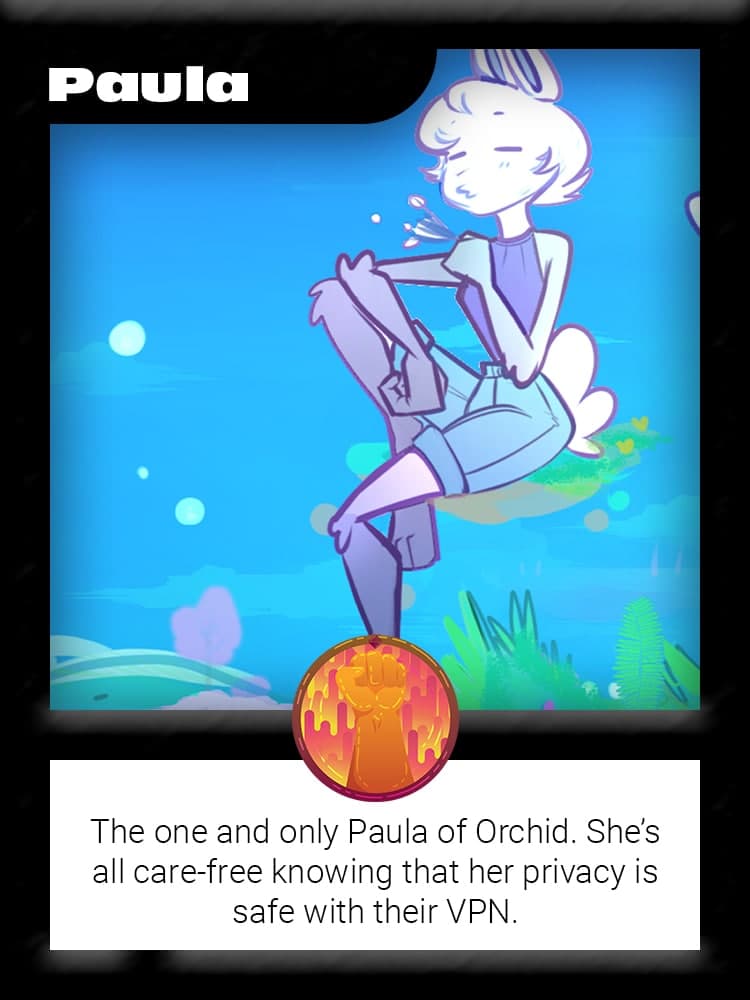 Paula
The one and only Paula of Orchid. She’s
all care-free knowing that her privacy is
safe with their VPN.